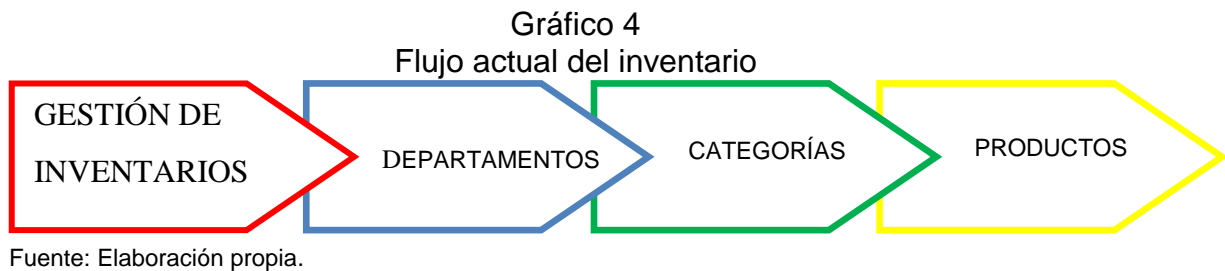 Gráfico 4
Flujo actual del inventario
GESTIÓN DE
INVENTARIOS
DEPARTAMENTOS
CATEGORÍAS
PRODUCTOS
Fuente: Elaboración propia.